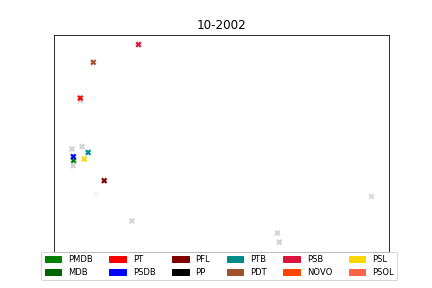 10-2002
PMDB PT PFL PTB PSB PSL
MDB PSDB PP PDT NOVO PSOL